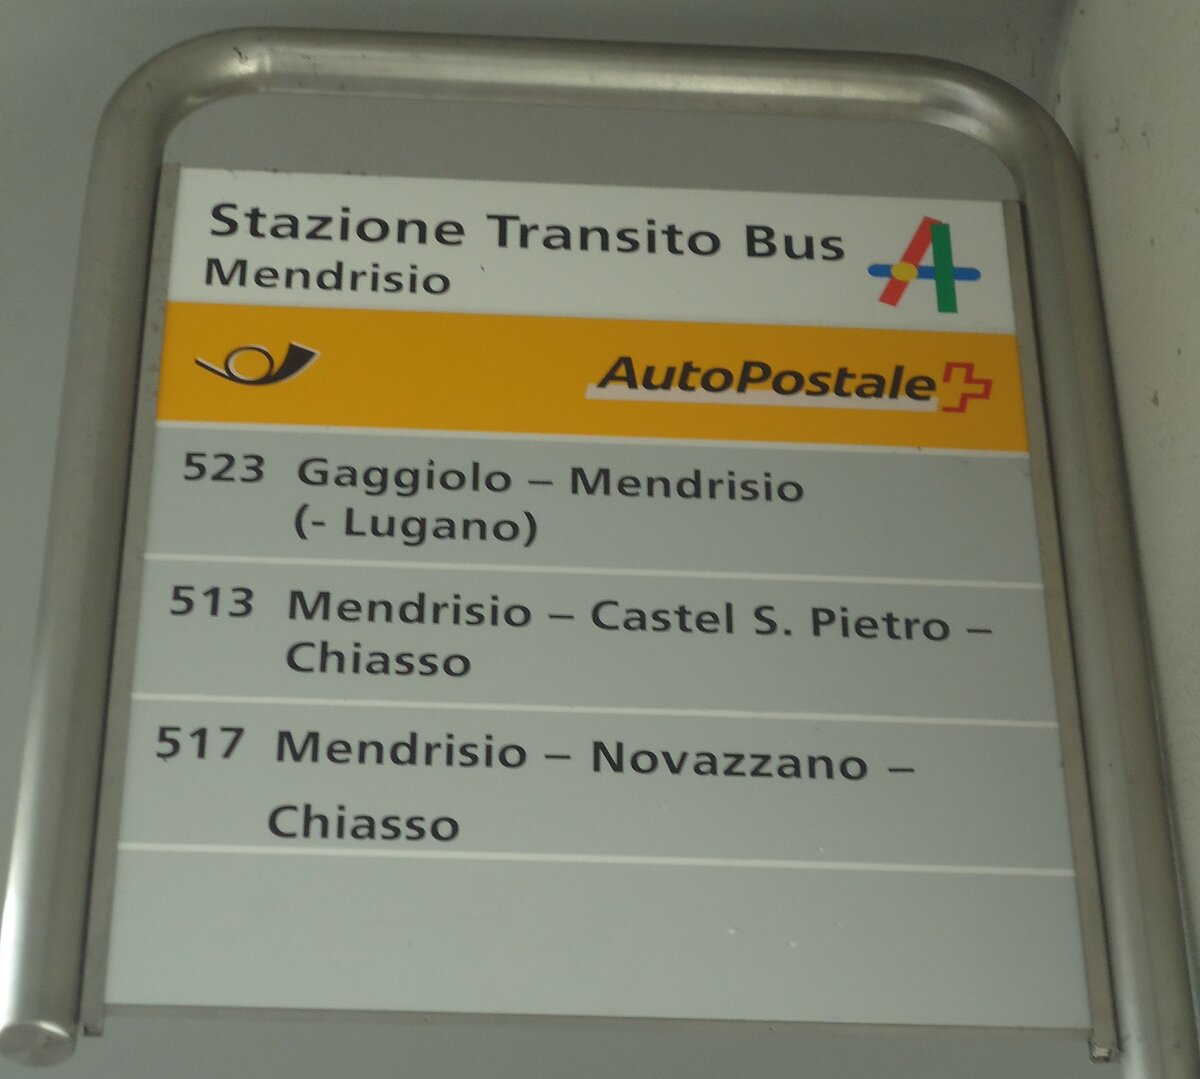 Stazione Transito Bus
Mendrisio
AutoPostale
523 Gaggiolo – Mendrisio
(- Lugano)
513 Mendrisio – Castel S. Pietro –
Chiasso
517 Mendrisio – Novazzano –
Chiasso